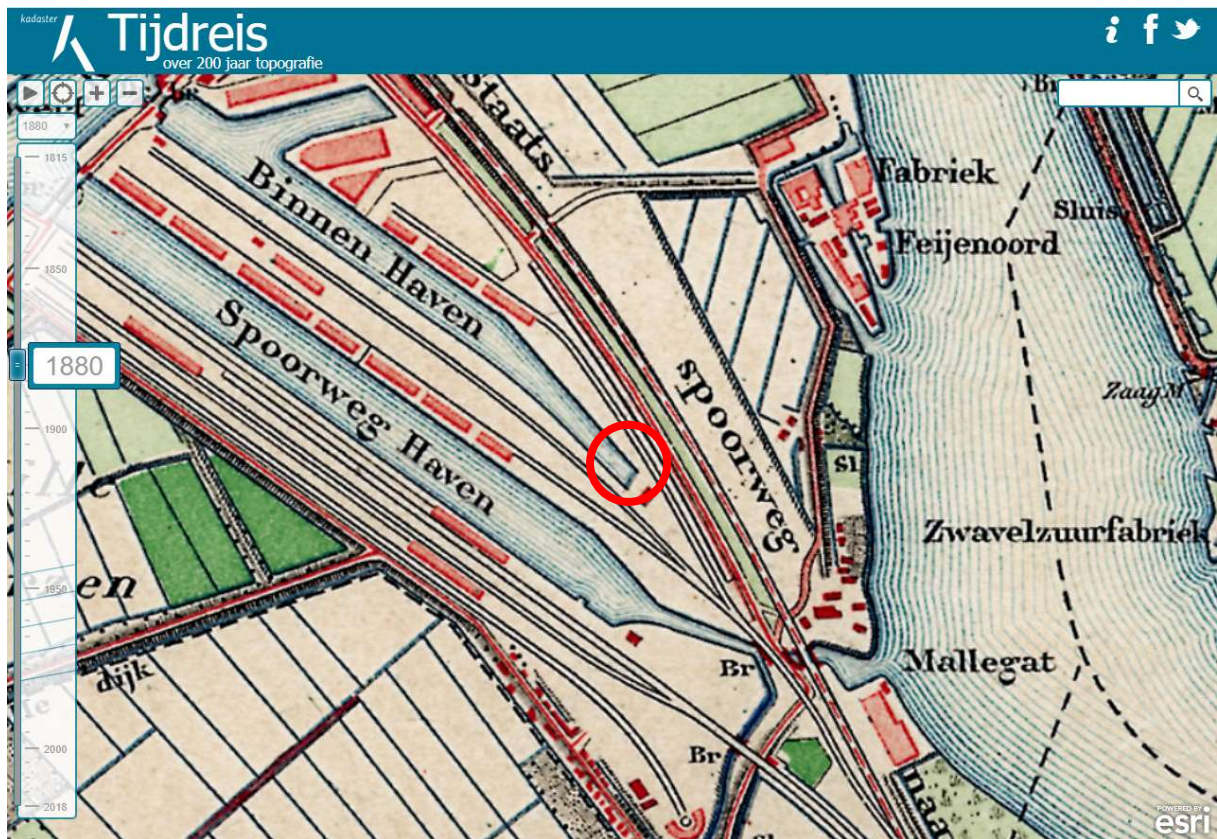 kadaster
Tijdreis
over 200 jaar topografie
1880
1815
1850
1880
1900
1950
2000
2018
Staats
spoorweg
Binnen Haven
Spoorweg Haven
Fabriek
Feijenoord
Sluis
ZaagM
Sl
Zwavelzuurfabriek
Mallegat
Br
Br
dijk
en
maa
POWERED BY
esri